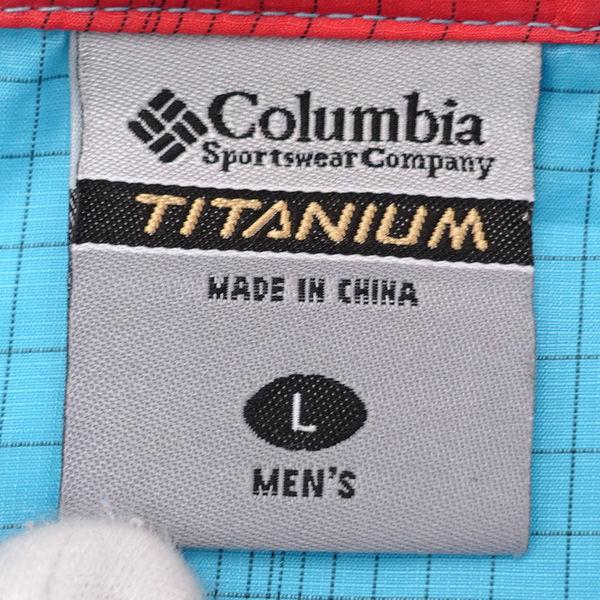 Columbia
Sportswear Company
TITANIUM
MADE IN CHINA
L
MEN'S